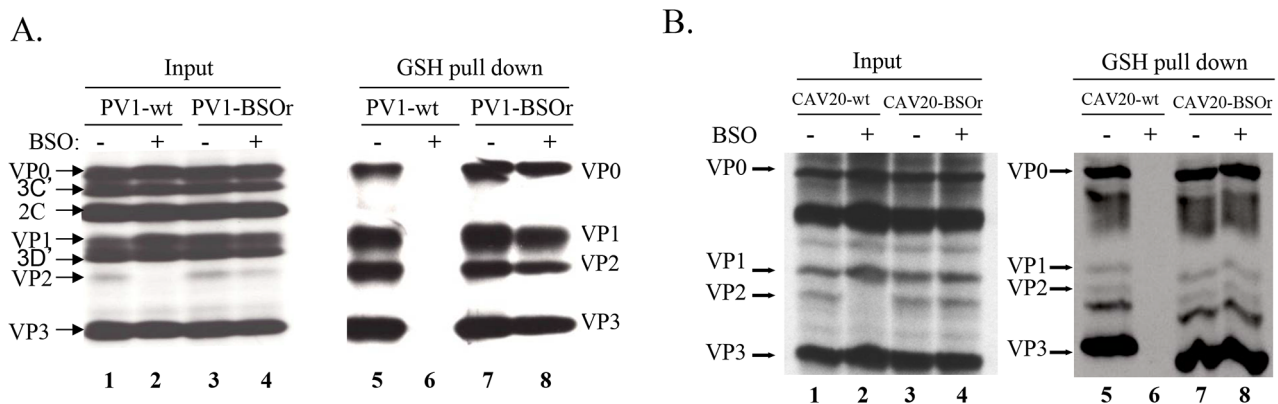 A.
Input
GSH pull down
PV1-wt PV1-BSOr
PV1-wt PV1-BSOr
BSO: - + - +
- + - +
VP0
3C'
2C
VP1
3D'
VP2
VP3
VP0
VP1
VP2
VP3
1 2 3 4
5 6 7 8
B.
Input
GSH pull down
CAV20-wt CAV20-BSOr
CAV20-wt CAV20-BSOr
BSO - + - +
- + - +
VP0
VP1
VP2
VP3
VP0
VP1
VP2
VP3
1 2 3 4
5 6 7 8